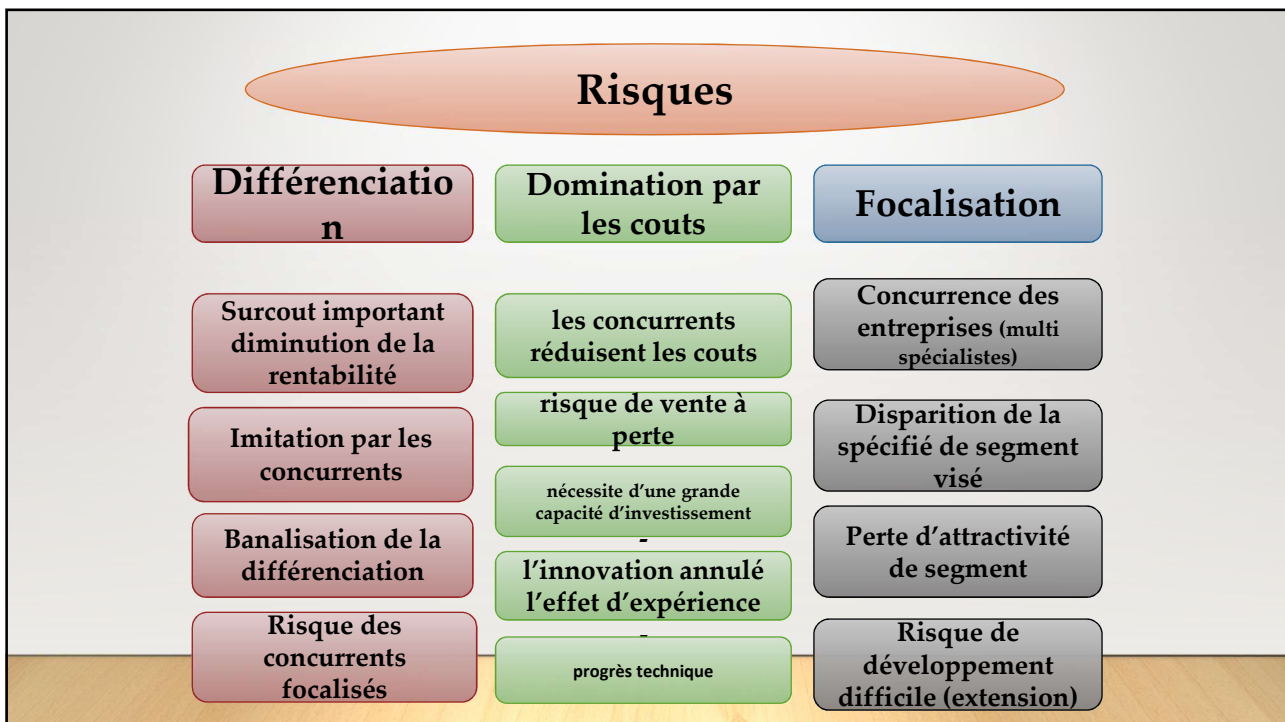 Risques
Différenciatio
n
Surcout important
diminution de la
rentabilité
Imitation par les
concurrents
Banalisation de la
différenciation
Risque des
concurrents
focalisés
Domination par
les couts
les concurrents
réduisent les couts
risque de vente à
perte
nécessite d’une grande
capacité d’investissement
-
l’innovation annulé
l’effet d’expérience
-
progrès technique
Focalisation
Concurrence des
entreprises (multi
spécialistes)
Disparition de la
spécifié de segment
visé
Perte d’attractivité
de segment
Risque de
développement
difficile (extension)